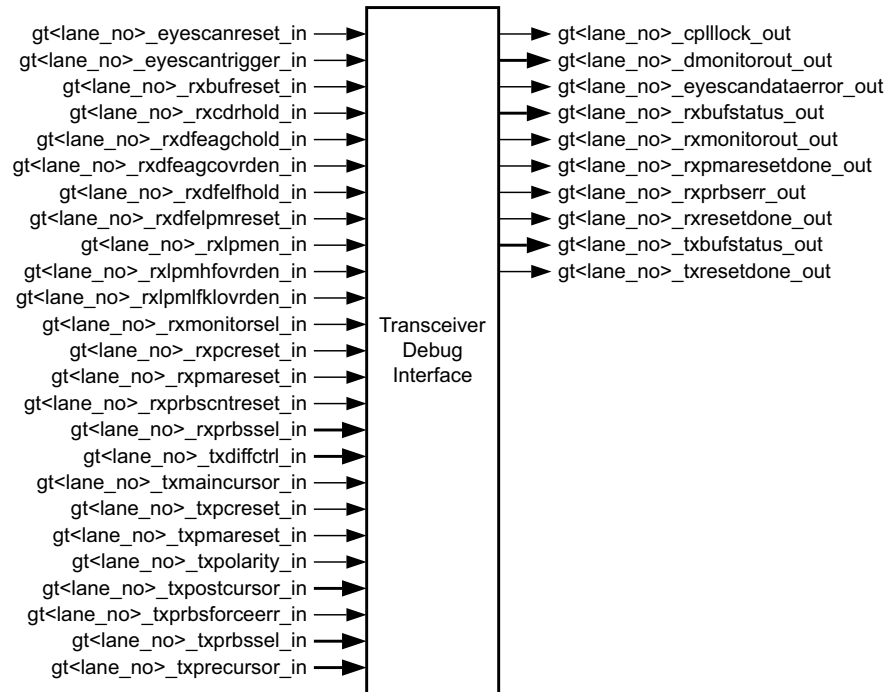 gt<lane_no>_eyescanreset_in
gt<lane_no>_eyescantrigger_in
gt<lane_no>_rxbufreset_in
gt<lane_no>_rxcdrhold_in
gt<lane_no>_rxdfeagchold_in
gt<lane_no>_rxdfeagcovrden_in
gt<lane_no>_rxdfelfhold_in
gt<lane_no>_rxdfelpmreset_in
gt<lane_no>_rxlpmen_in
gt<lane_no>_rxlpmhfovrden_in
gt<lane_no>_rxlpmlfklovrden_in
gt<lane_no>_rxmonitorsel_in
gt<lane_no>_rxpcreset_in
gt<lane_no>_rxpmareset_in
gt<lane_no>_rxprbscntreset_in
gt<lane_no>_rxprbssel_in
gt<lane_no>_txdiffctrl_in
gt<lane_no>_txmaincursor_in
gt<lane_no>_txpcreset_in
gt<lane_no>_txpmareset_in
gt<lane_no>_txpolarity_in
gt<lane_no>_txpostcursor_in
gt<lane_no>_txprbsforceerr_in
gt<lane_no>_txprbssel_in
gt<lane_no>_txprecursor_in
Transceiver
Debug
Interface
gt<lane_no>_cplllock_out
gt<lane_no>_dmonitorout_out
gt<lane_no>_eyescandataerror_out
gt<lane_no>_rxbufstatus_out
gt<lane_no>_rxmonitorout_out
gt<lane_no>_rxpmaresetdone_out
gt<lane_no>_rxprbserr_out
gt<lane_no>_rxresetdone_out
gt<lane_no>_txbufstatus_out
gt<lane_no>_txresetdone_out